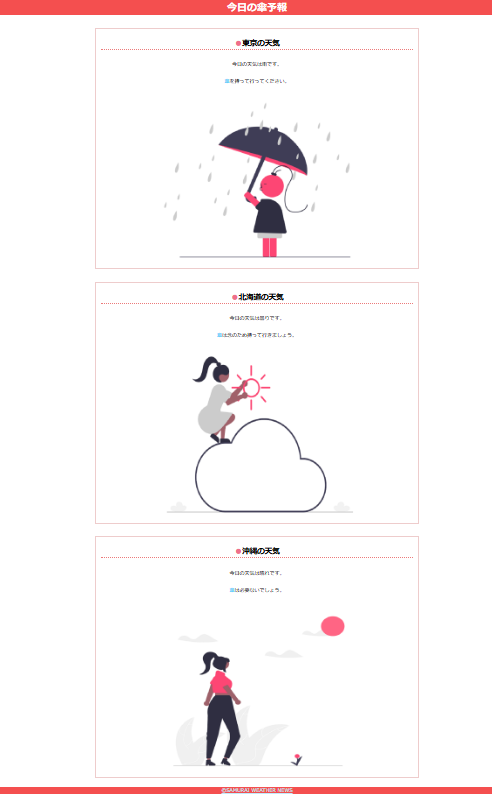 今日の傘予報
●東京の天気
今日の天気は雨です。
傘を持って行ってください。
●北海道の天気
今日の天気は曇りです。
傘は念のため持って行きましょう。
●沖縄の天気
今日の天気は晴れです。
傘は必要ないでしょう。
©SAMURAI WEATHER NEWS